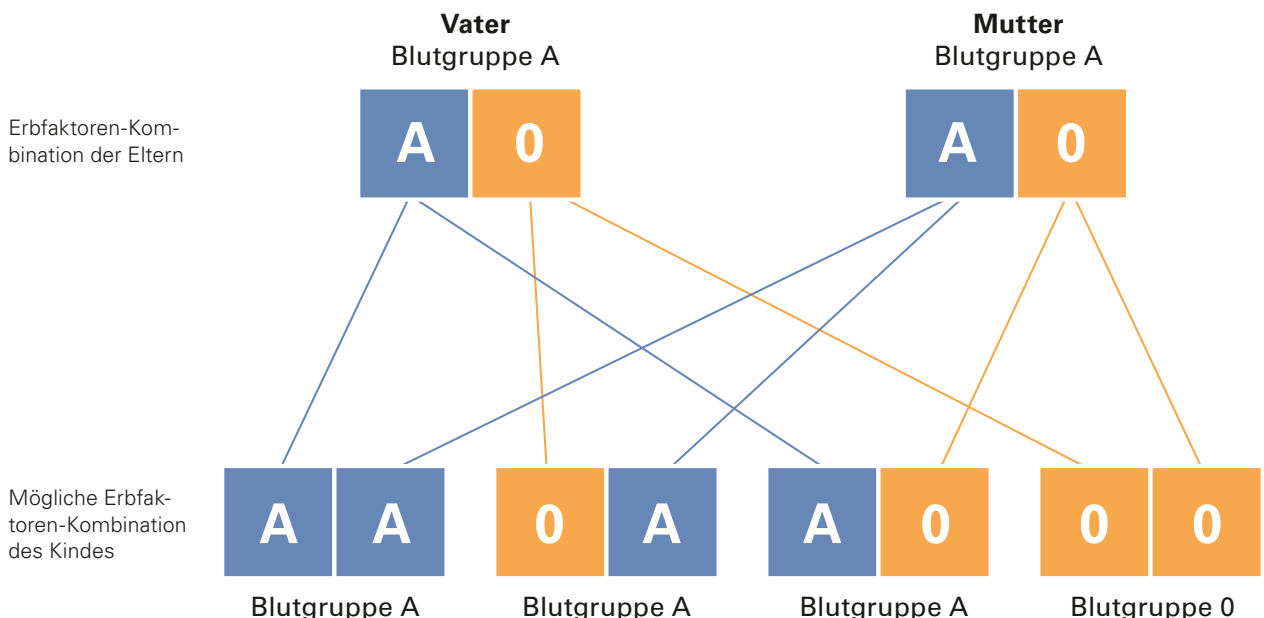 Vater
Blutgruppe A
Mutter
Blutgruppe A
Erbfaktoren-Kom-
bination der Eltern
A 0
A 0
Mögliche Erbfak-
toren-Kombination
des Kindes
A A
0 A
A 0
0 0
Blutgruppe A
Blutgruppe A
Blutgruppe A
Blutgruppe 0